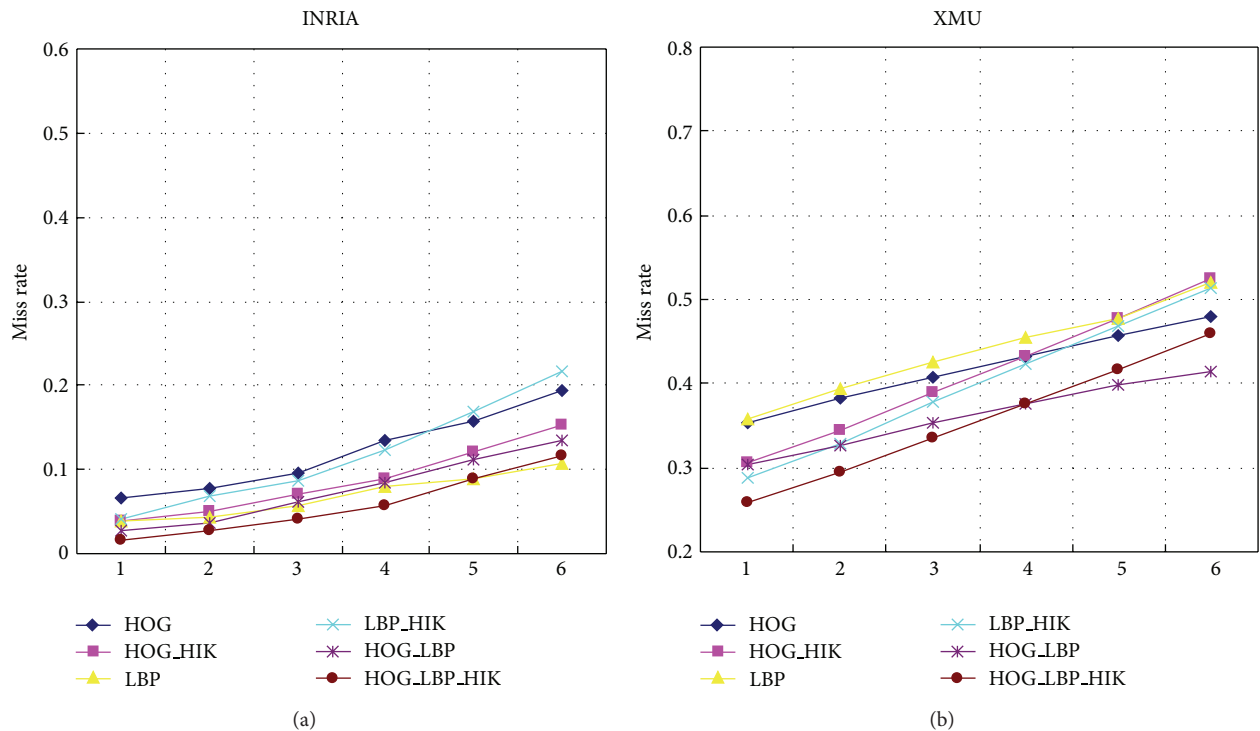 INRIA
0.6
0.5
0.4
0.3
0.2
0.1
0
Miss rate
1 2 3 4 5 6
HOG
HOG_HIK
LBP
LBP_HIK
HOG_LBP
HOG_LBP_HIK
(a)
XMU
0.8
0.7
0.6
0.5
0.4
0.3
0.2
Miss rate
1 2 3 4 5 6
HOG
HOG_HIK
LBP
LBP_HIK
HOG_LBP
HOG_LBP_HIK
(b)